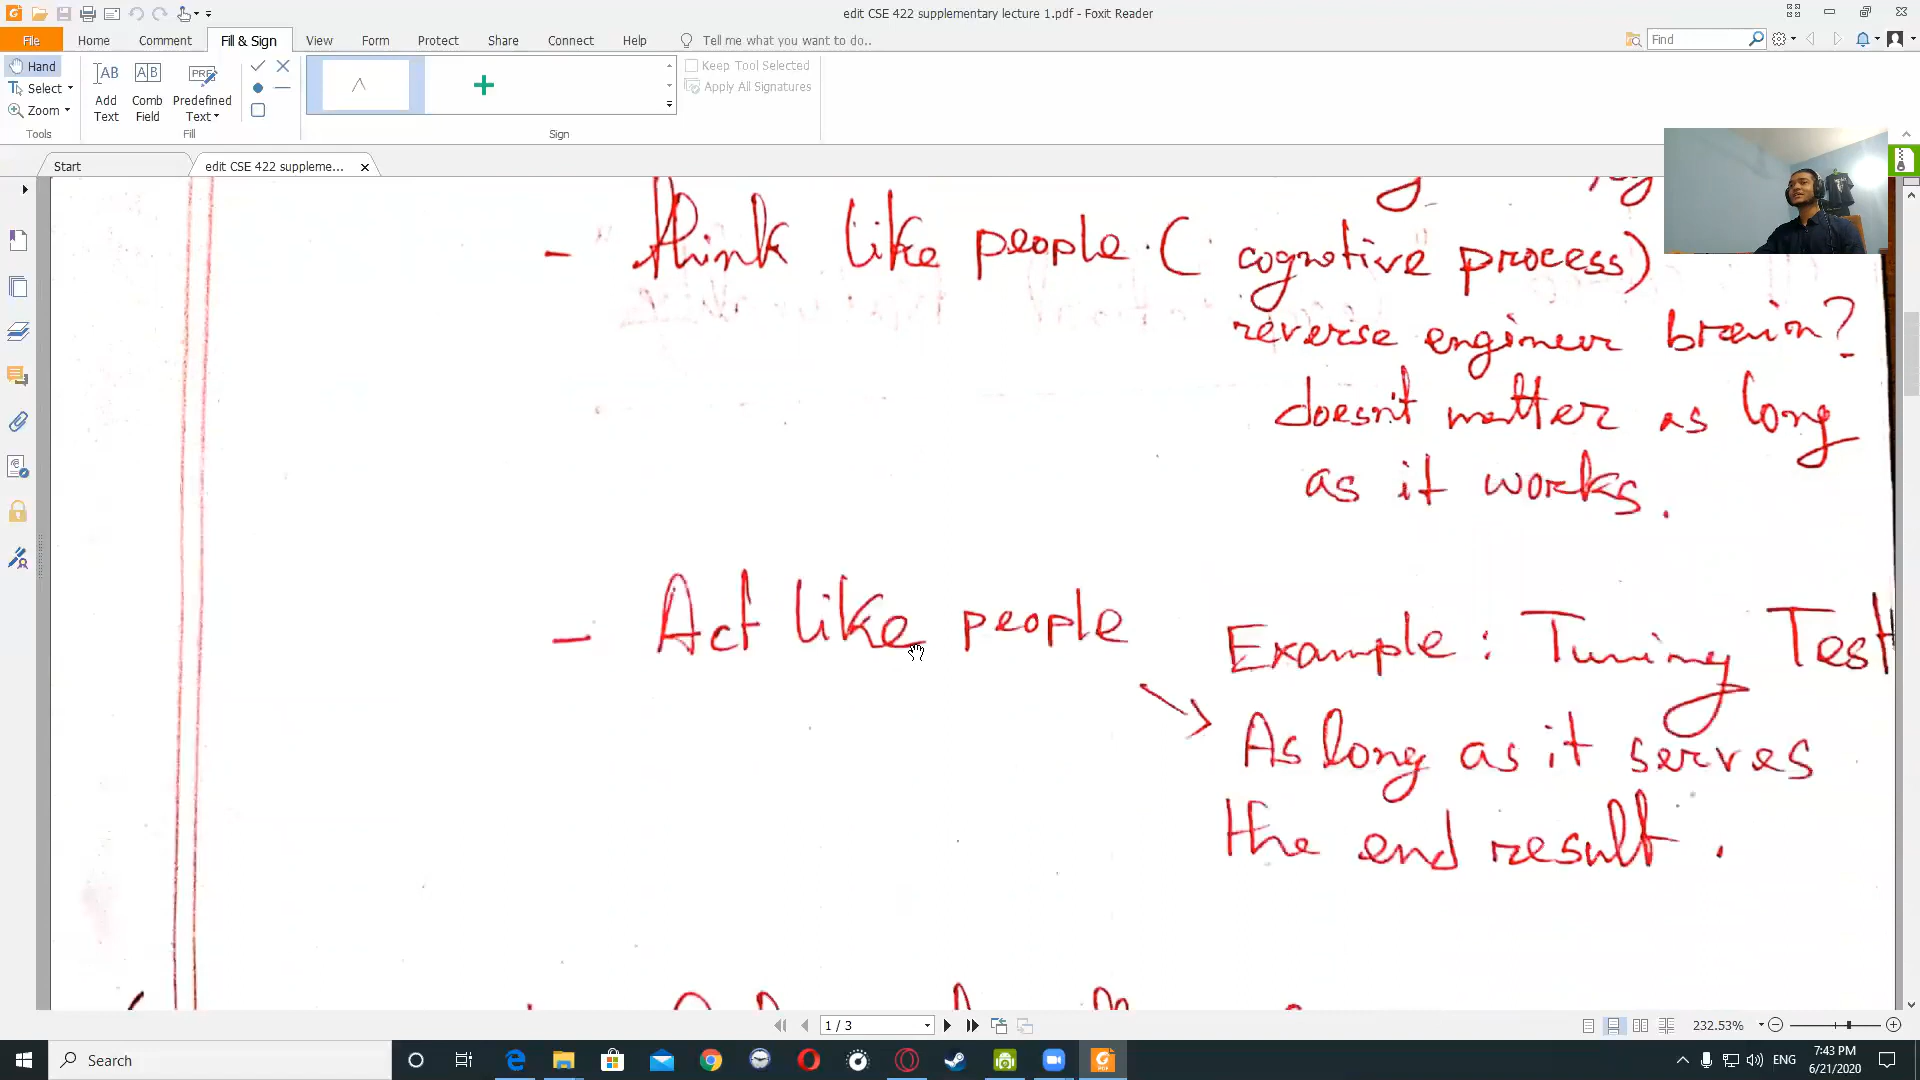 edit CSE 422 supplementary lecture 1.pdf - Foxit Reader
File Home Comment Fill & Sign View Form Protect Share Connect Help Tell me what you want to do.. Find
Hand
Select
Zoom
Tools
Add Text
Comb Field
PRE Predefined Text
Fill
Keep Tool Selected
Apply All Signatures
Sign
Start edit CSE 422 suppleme...
- think like people. ( cognotive process)
reverse engineer brain?
doesn't matter as long
as it works.
- Act like people
Example : Turing Test
As long as it serves
the end result .
1 / 3
232.53%
Search
ENG
7:43 PM
6/21/2020